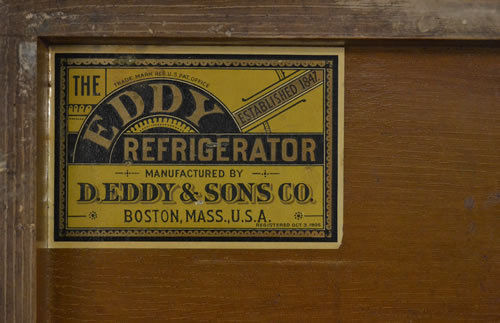 THE
TRADE MARK REG. U.S. PAT. OFFICE
EDDY
ESTABLISHED 1847
REFRIGERATOR
MANUFACTURED BY
D. EDDY & SONS CO.
BOSTON, MASS., U.S.A.
REGISTERED OCT 3. 1905